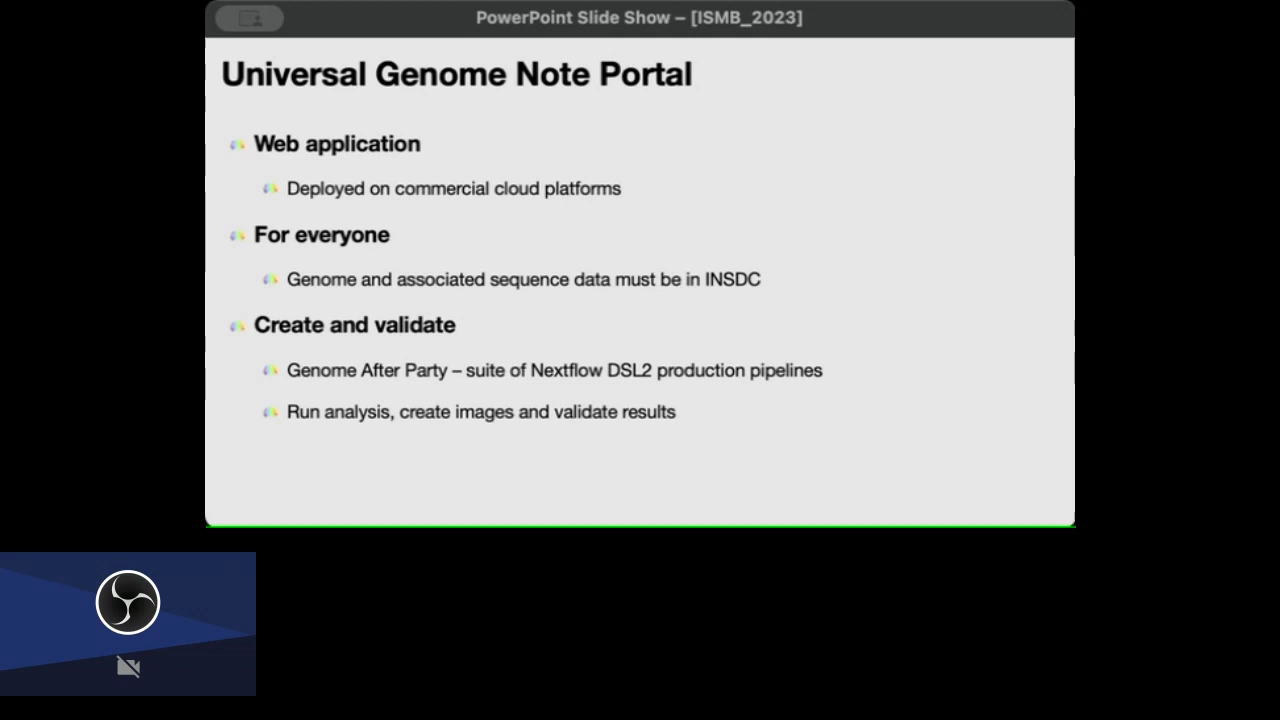 PowerPoint Slide Show – [ISMB_2023]
Universal Genome Note Portal
Web application
Deployed on commercial cloud platforms
For everyone
Genome and associated sequence data must be in INSDC
Create and validate
Genome After Party – suite of Nextflow DSL2 production pipelines
Run analysis, create images and validate results